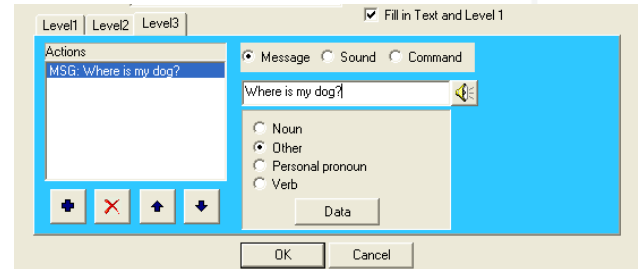 Fill in Text and Level 1
Level1 Level2 Level3
Actions
MSG: Where is my dog?
Message Sound Command
Where is my dog?
Noun
Other
Personal pronoun
Verb
Data
OK Cancel